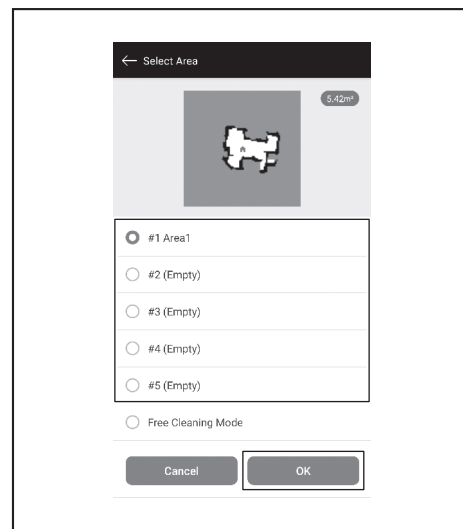 ← Select Area
5.42m²
#1 Area1
#2 (Empty)
#3 (Empty)
#4 (Empty)
#5 (Empty)
Free Cleaning Mode
Cancel OK